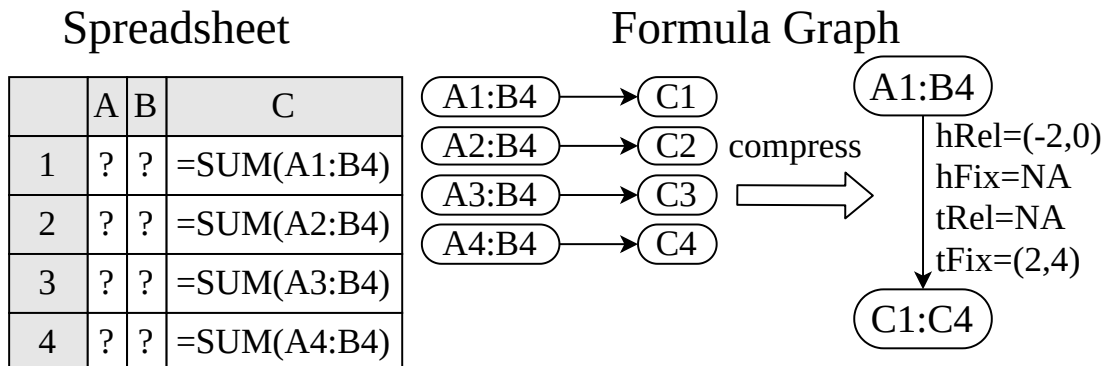 Spreadsheet
A B C
1 ? ? =SUM(A1:B4)
2 ? ? =SUM(A2:B4)
3 ? ? =SUM(A3:B4)
4 ? ? =SUM(A4:B4)
Formula Graph
A1:B4 C1
A2:B4 C2
A3:B4 C3
A4:B4 C4
compress
A1:B4
hRel=(-2,0)
hFix=NA
tRel=NA
tFix=(2,4)
C1:C4